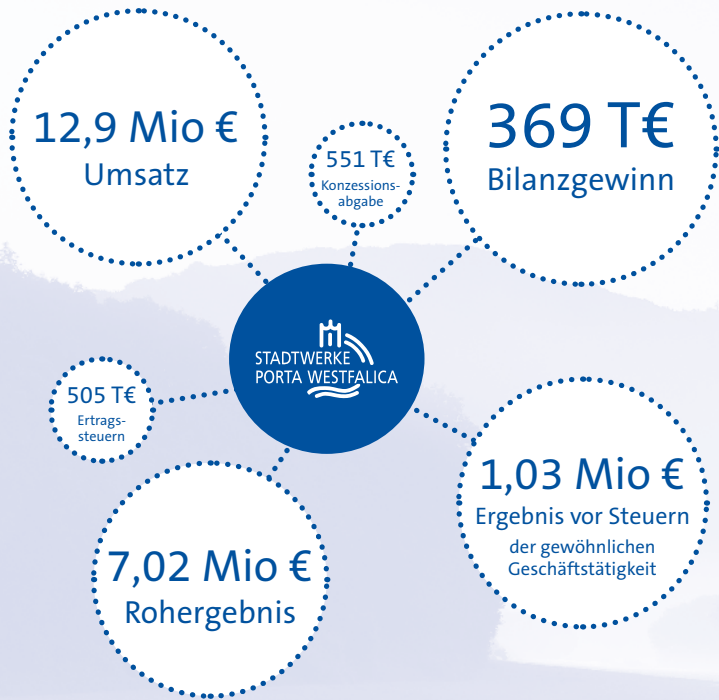 12,9 Mio €
Umsatz
551 T€
Konzessions-
abgabe
369 T€
Bilanzgewinn
STADTWERKE
PORTA WESTFALICA
505 T€
Ertrags-
steuern
1,03 Mio €
Ergebnis vor Steuern
der gewöhnlichen
Geschäftstätigkeit
7,02 Mio €
Rohergebnis